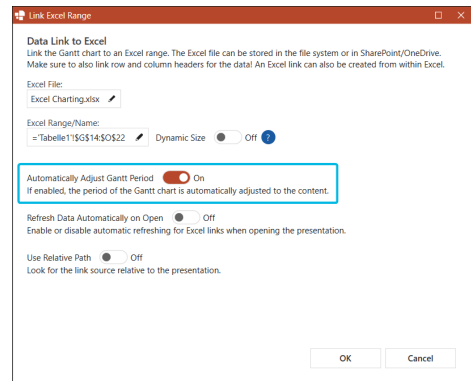 Link Excel Range
Data Link to Excel
Link the Gantt chart to an Excel range. The Excel file can be stored in the file system or in SharePoint/OneDrive.
Make sure to also link row and column headers for the data! An Excel link can also be created from within Excel.
Excel File:
Excel Charting.xlsx
Excel Range/Name:
='Tabelle1'!$G$14:$O$22 Dynamic Size Off ?
Automatically Adjust Gantt Period On
If enabled, the period of the Gantt chart is automatically adjusted to the content.
Refresh Data Automatically on Open Off
Enable or disable automatic refreshing for Excel links when opening the presentation.
Use Relative Path Off
Look for the link source relative to the presentation.
OK Cancel